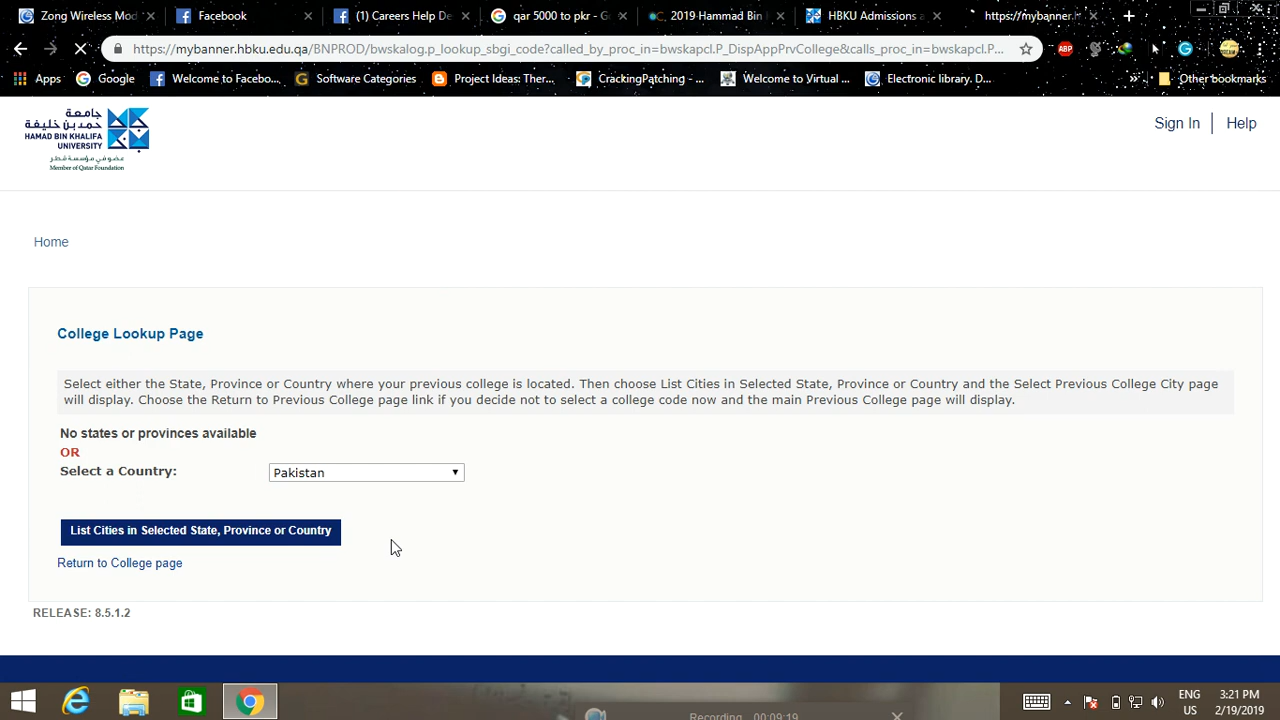 Zong Wireless Mod
Facebook
(1) Careers Help De
qar 5000 to pkr - G
2019 Hammad Bin
HBKU Admissions a
https://mybanner.h
https://mybanner.hbku.edu.qa/BNPROD/bwskalog.p_lookup_sbgi_code?called_by_proc_in=bwskapcl.P_DispAppPrvCollege&calls_proc_in=bwskapcl.P...
ABP
Apps
Google
Welcome to Facebo...
Software Categories
Project Ideas: Ther...
CrackingPatching - ...
Welcome to Virtual ...
Electronic library. D...
»
Other bookmarks
جامعة
حمد بن خليفة
HAMAD BIN KHALIFA
UNIVERSITY
عضو في مؤسسة قطر
Member of Qatar Foundation
Sign In
Help
Home
College Lookup Page
Select either the State, Province or Country where your previous college is located. Then choose List Cities in Selected State, Province or Country and the Select Previous College City page
will display. Choose the Return to Previous College page link if you decide not to select a college code now and the main Previous College page will display.
No states or provinces available
OR
Select a Country:
Pakistan
List Cities in Selected State, Province or Country
Return to College page
RELEASE: 8.5.1.2
Recording
00:09:19
ENG
US
3:21 PM
2/19/2019